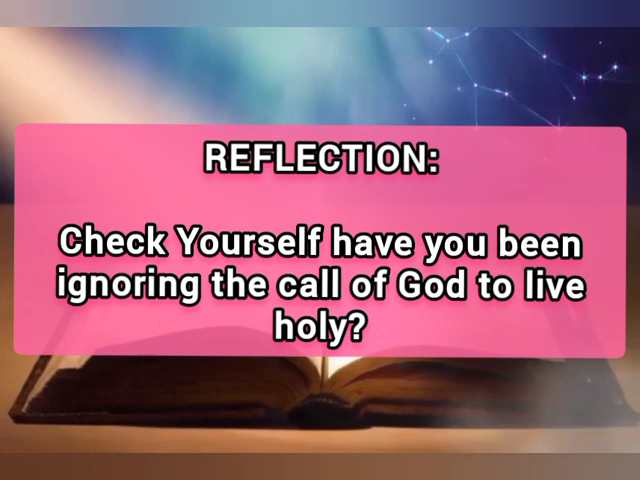 REFLECTION:
Check Yourself have you been
ignoring the call of God to live
holy?